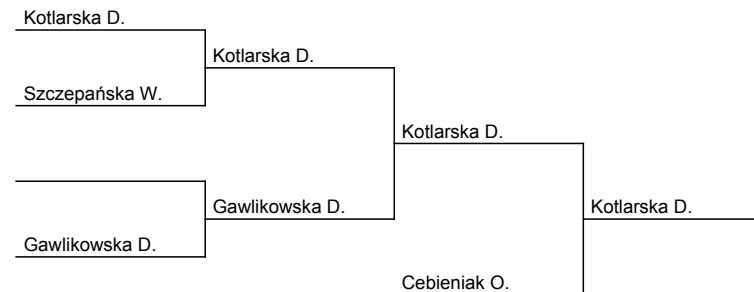 Kotlarska D.
Kotlarska D.
Szczepańska W.
Kotlarska D.
Gawlikowska D.
Kotlarska D.
Gawlikowska D.
Cebieniak O.